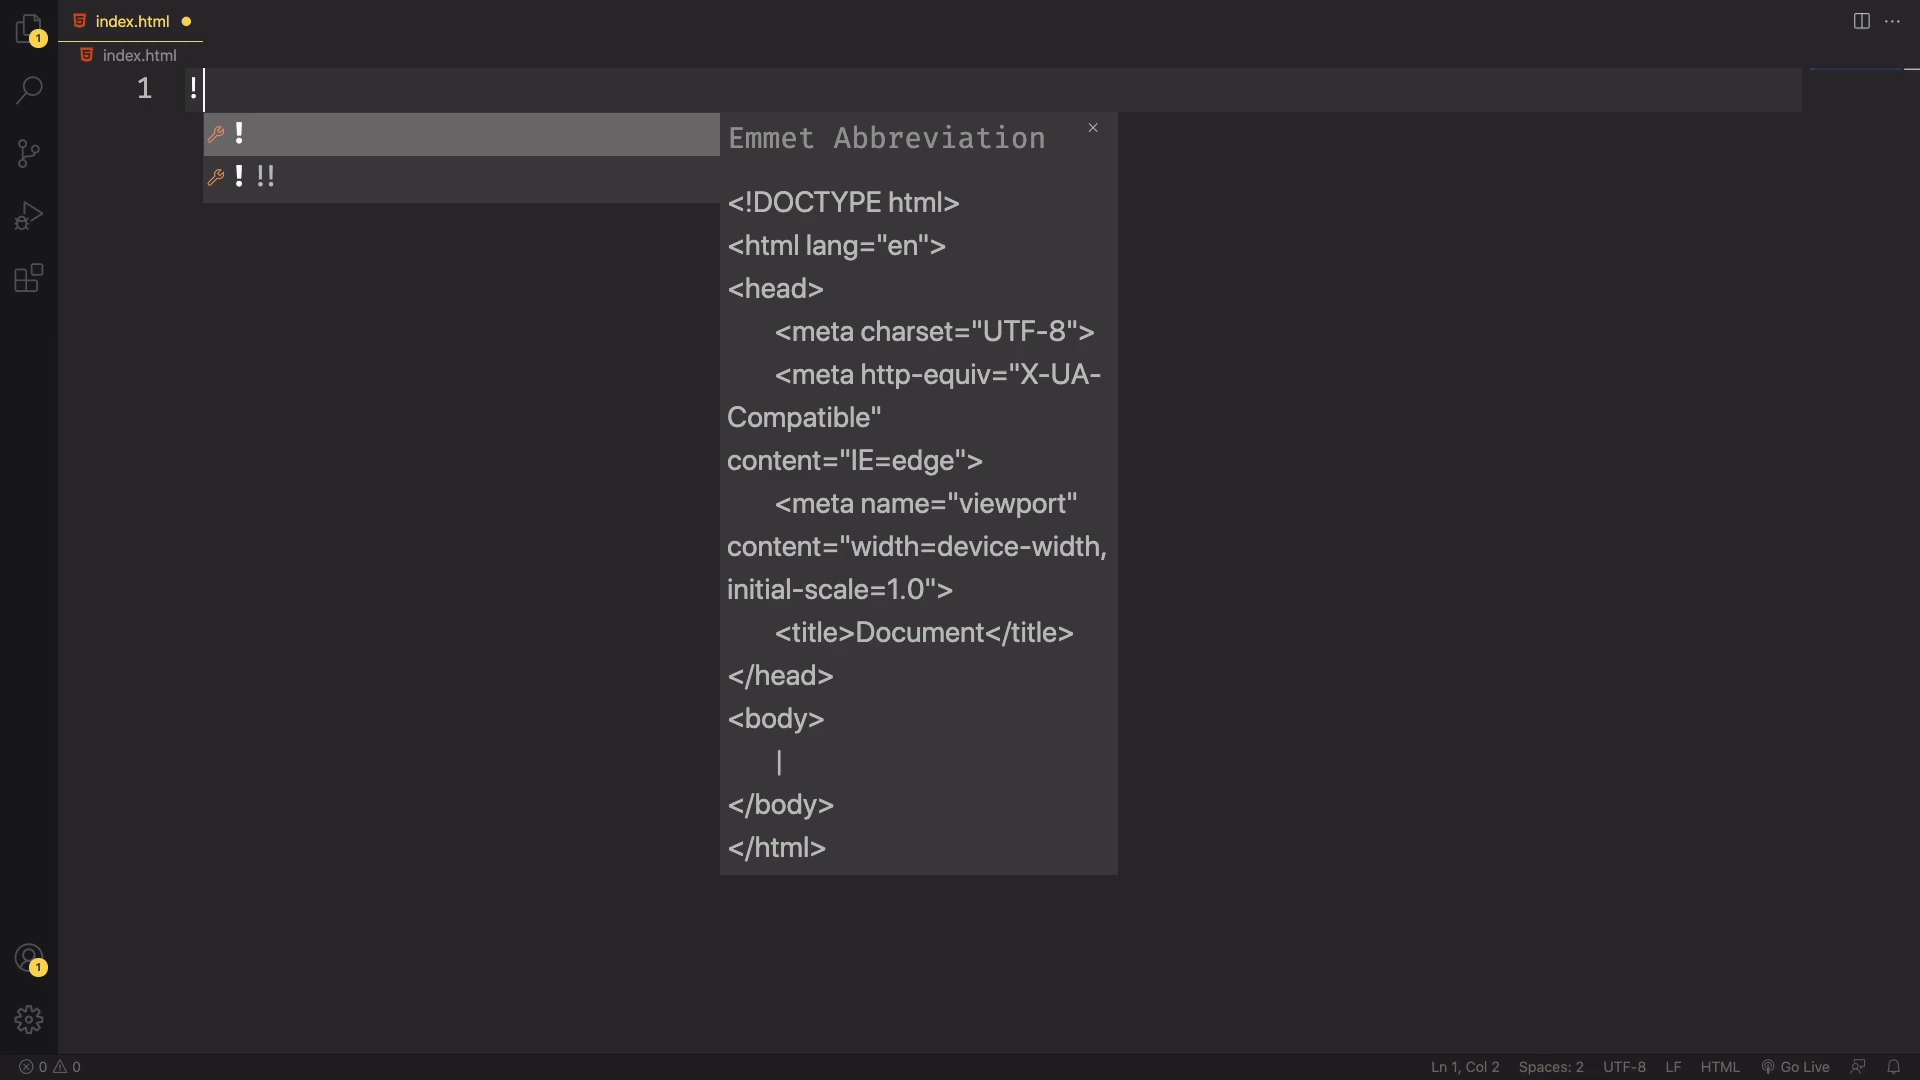 1
index.html
index.html
1 !
!
! !!
Emmet Abbreviation
<!DOCTYPE html>
<html lang="en">
<head>
<meta charset="UTF-8">
<meta http-equiv="X-UA-
Compatible"
content="IE=edge">
<meta name="viewport"
content="width=device-width,
initial-scale=1.0">
<title>Document</title>
</head>
<body>
|
</body>
</html>
1
0 0
Ln 1, Col 2 Spaces: 2 UTF-8 LF HTML Go Live